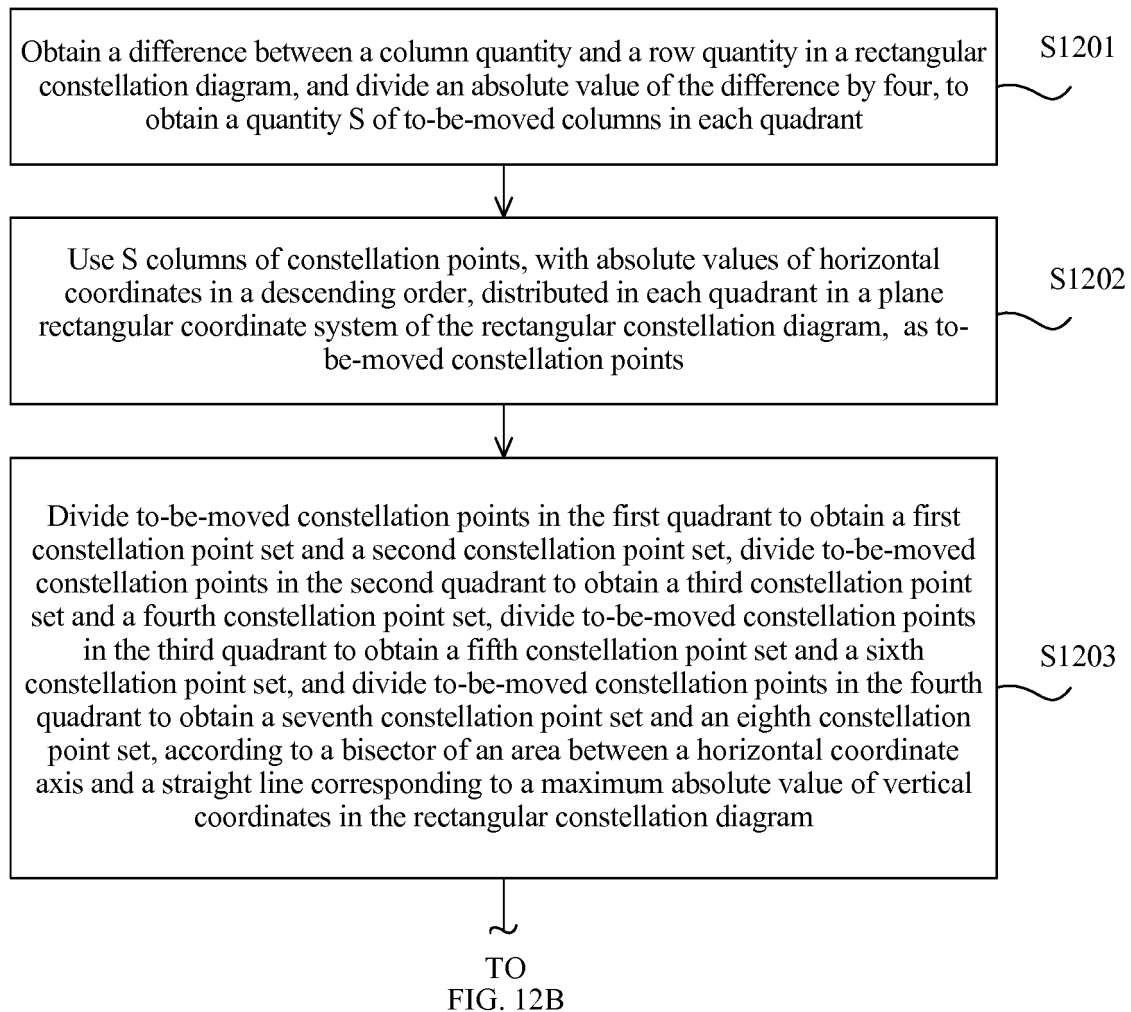 Obtain a difference between a column quantity and a row quantity in a rectangular
constellation diagram, and divide an absolute value of the difference by four, to
obtain a quantity S of to-be-moved columns in each quadrant
S1201
Use S columns of constellation points, with absolute values of horizontal
coordinates in a descending order, distributed in each quadrant in a plane
rectangular coordinate system of the rectangular constellation diagram, as to-
be-moved constellation points
S1202
Divide to-be-moved constellation points in the first quadrant to obtain a first
constellation point set and a second constellation point set, divide to-be-moved
constellation points in the second quadrant to obtain a third constellation point
set and a fourth constellation point set, divide to-be-moved constellation points
in the third quadrant to obtain a fifth constellation point set and a sixth
constellation point set, and divide to-be-moved constellation points in the fourth
quadrant to obtain a seventh constellation point set and an eighth constellation
point set, according to a bisector of an area between a horizontal coordinate
axis and a straight line corresponding to a maximum absolute value of vertical
coordinates in the rectangular constellation diagram
S1203
TO
FIG. 12B